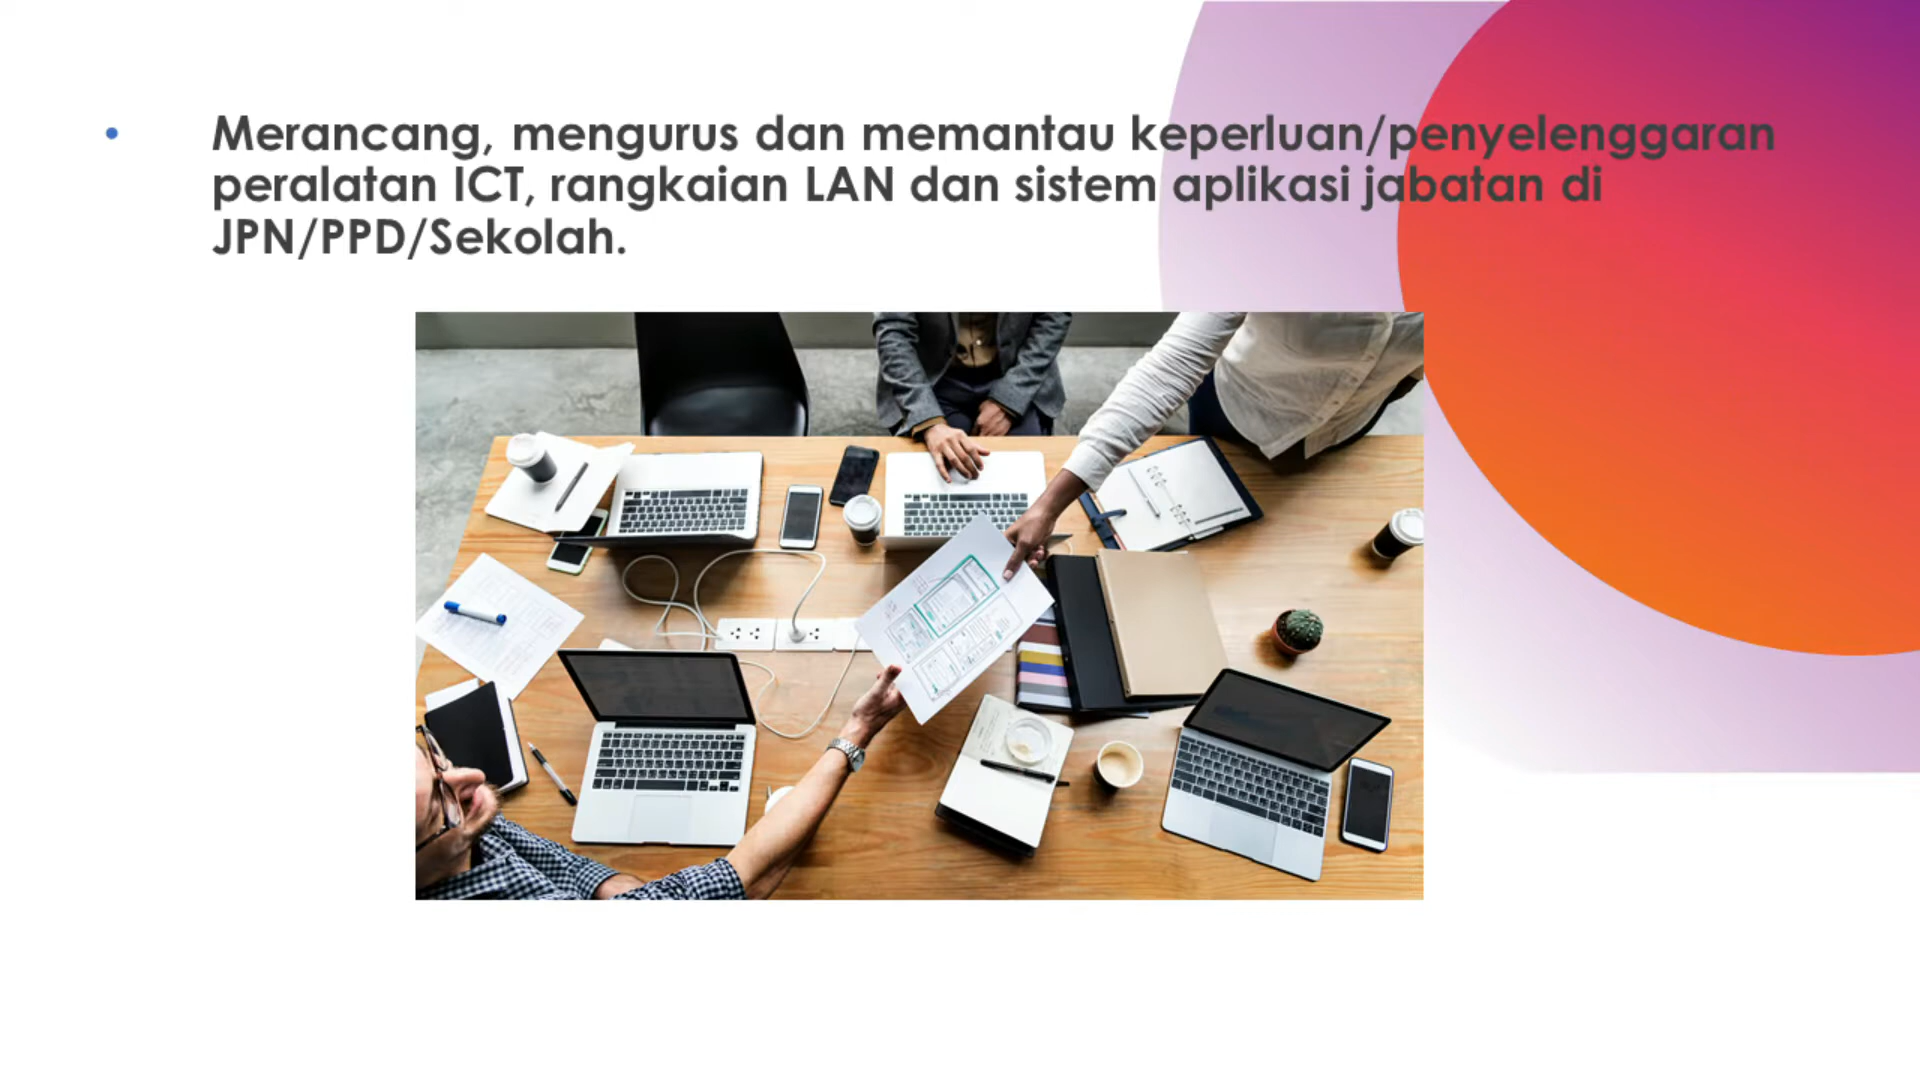 • Merancang, mengurus dan memantau keperluan/penyelenggaran
peralatan ICT, rangkaian LAN dan sistem aplikasi jabatan di
JPN/PPD/Sekolah.